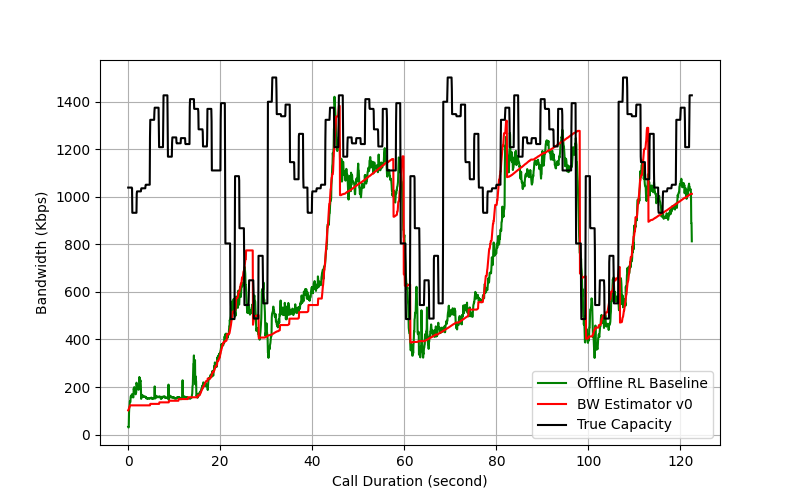 1400
1200
1000
800
600
400
200
0
Bandwidth (Kbps)
Offline RL Baseline
BW Estimator v0
True Capacity
0 20 40 60 80 100 120
Call Duration (second)